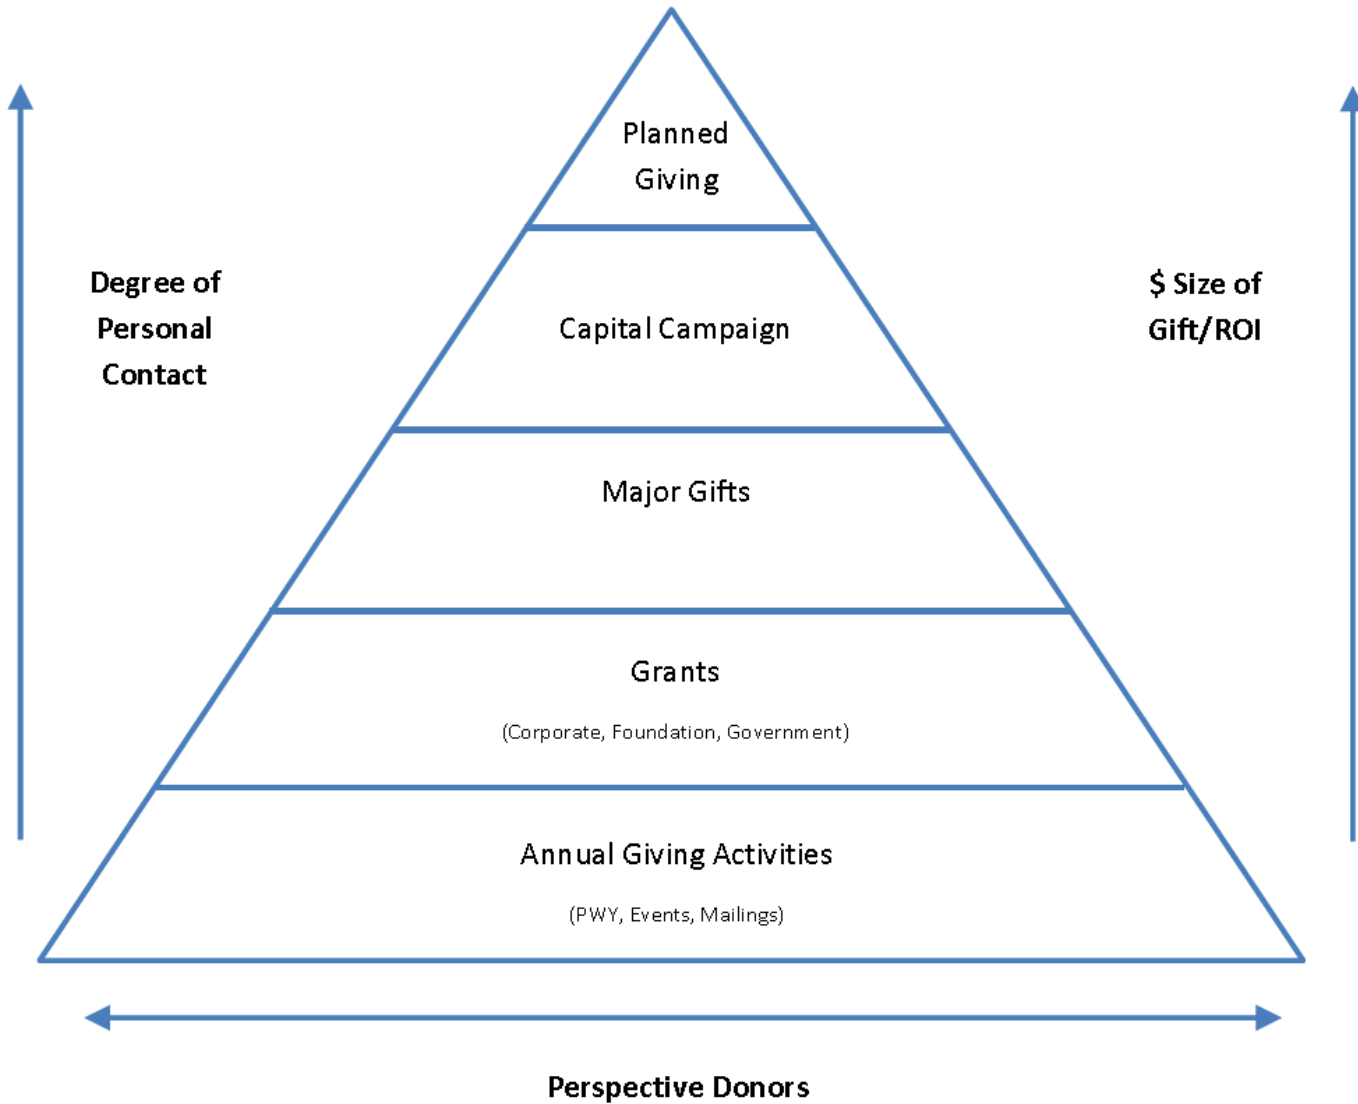 Planned
Giving
Degree of
Personal
Contact
$ Size of
Gift/ROI
Capital Campaign
Major Gifts
Grants
(Corporate, Foundation, Government)
Annual Giving Activities
(PWY, Events, Mailings)
Perspective Donors